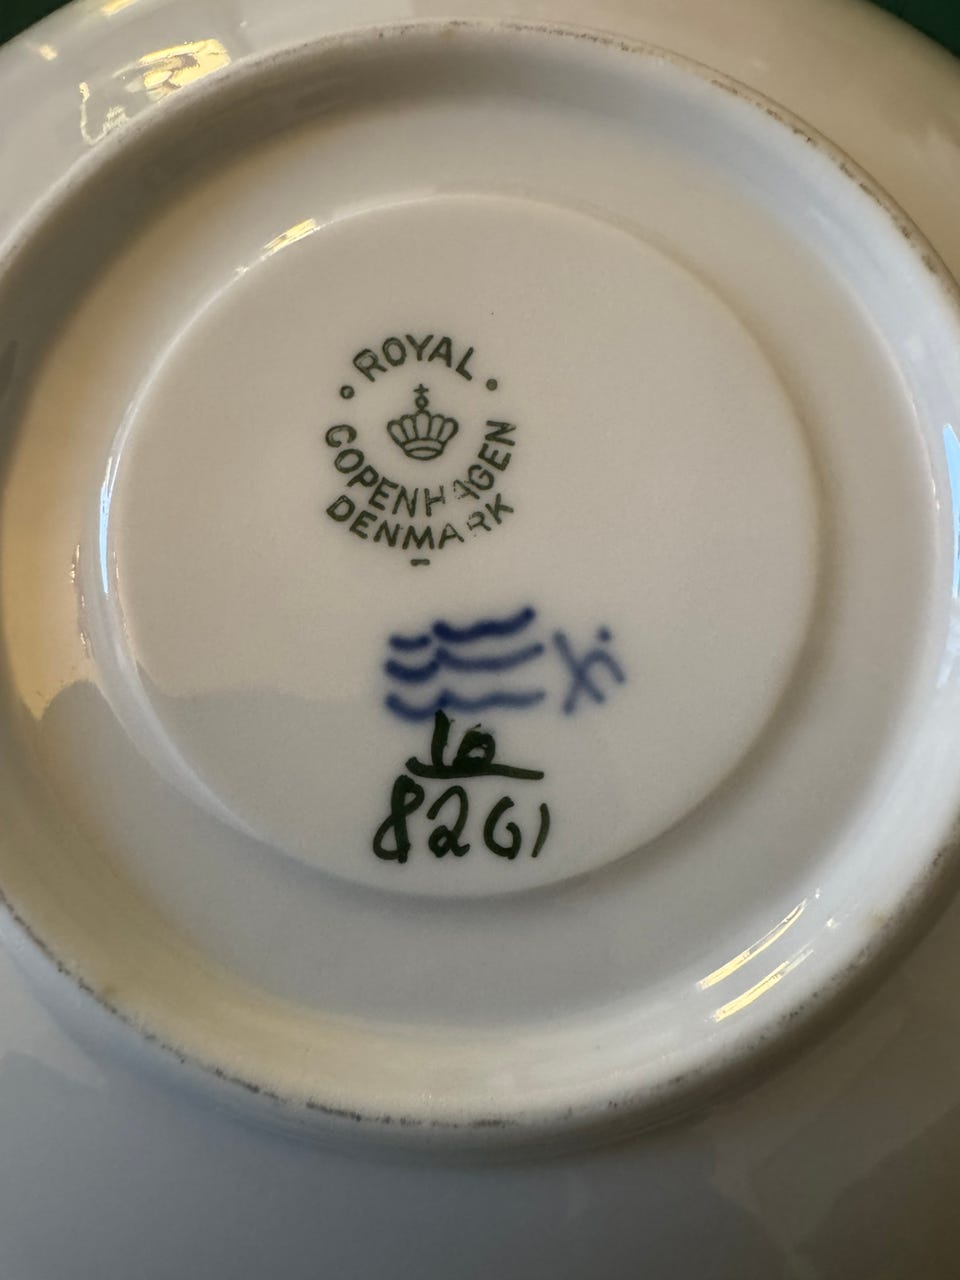 ROYAL
COPENHAGEN
DENMARK
10
8261